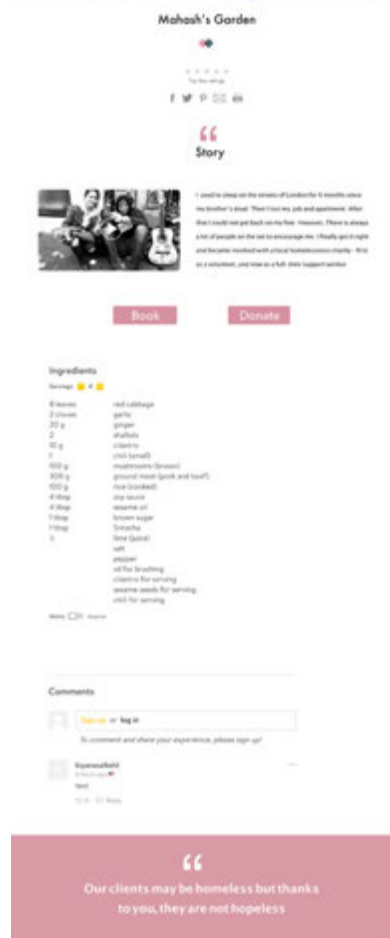 Mahash's Garden
“
Story
I used to sleep on the streets of London for 6 months since
my brother's dead. Then I lost my job and apartment. After
that I could not get back on my feet. However, There is always
a lot of people on the set to encourage me. I finally got it right
and became involved with a local homelessness charity - first
as a volunteer, and now as a full-time support worker.
Book Donate
Ingredients
Servings 4
8 leaves red cabbage
2 cloves garlic
20 g ginger
2 shallots
10 g cilantro
1 chili (small)
100 g mushrooms (brown)
300 g ground meat (pork and beef)
100 g rice (cooked)
4 tbsp soy sauce
4 tbsp sesame oil
1 tbsp brown sugar
1 tbsp Sriracha
½ lime (juice)
salt
pepper
oil for brushing
cilantro for serving
sesame seeds for serving
chili for serving
Metric Imperial
Comments
Sign up or log in
To comment and share your experience, please sign up!
test
Reply
“
Our clients may be homeless but thanks
to you, they are not hopeless